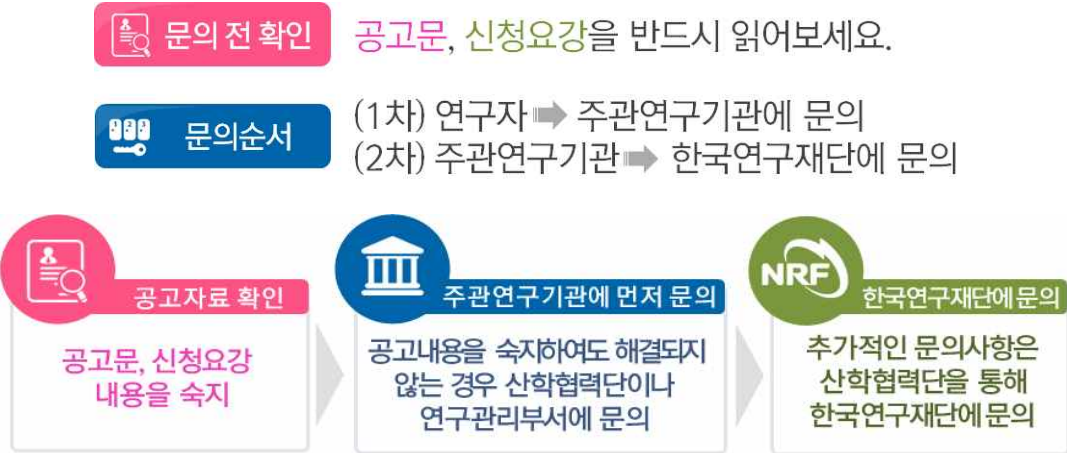 문의 전 확인 공고문, 신청요강을 반드시 읽어보세요.
문의순서
(1차) 연구자 주관연구기관에 문의
(2차) 주관연구기관 한국연구재단에 문의
공고자료 확인
공고문, 신청요강
내용을 숙지
주관연구기관에 먼저 문의
공고내용을 숙지하여도 해결되지
않는 경우 산학협력단이나
연구관리부서에 문의
NRF
한국연구재단에 문의
추가적인 문의사항은
산학협력단을 통해
한국연구재단에 문의